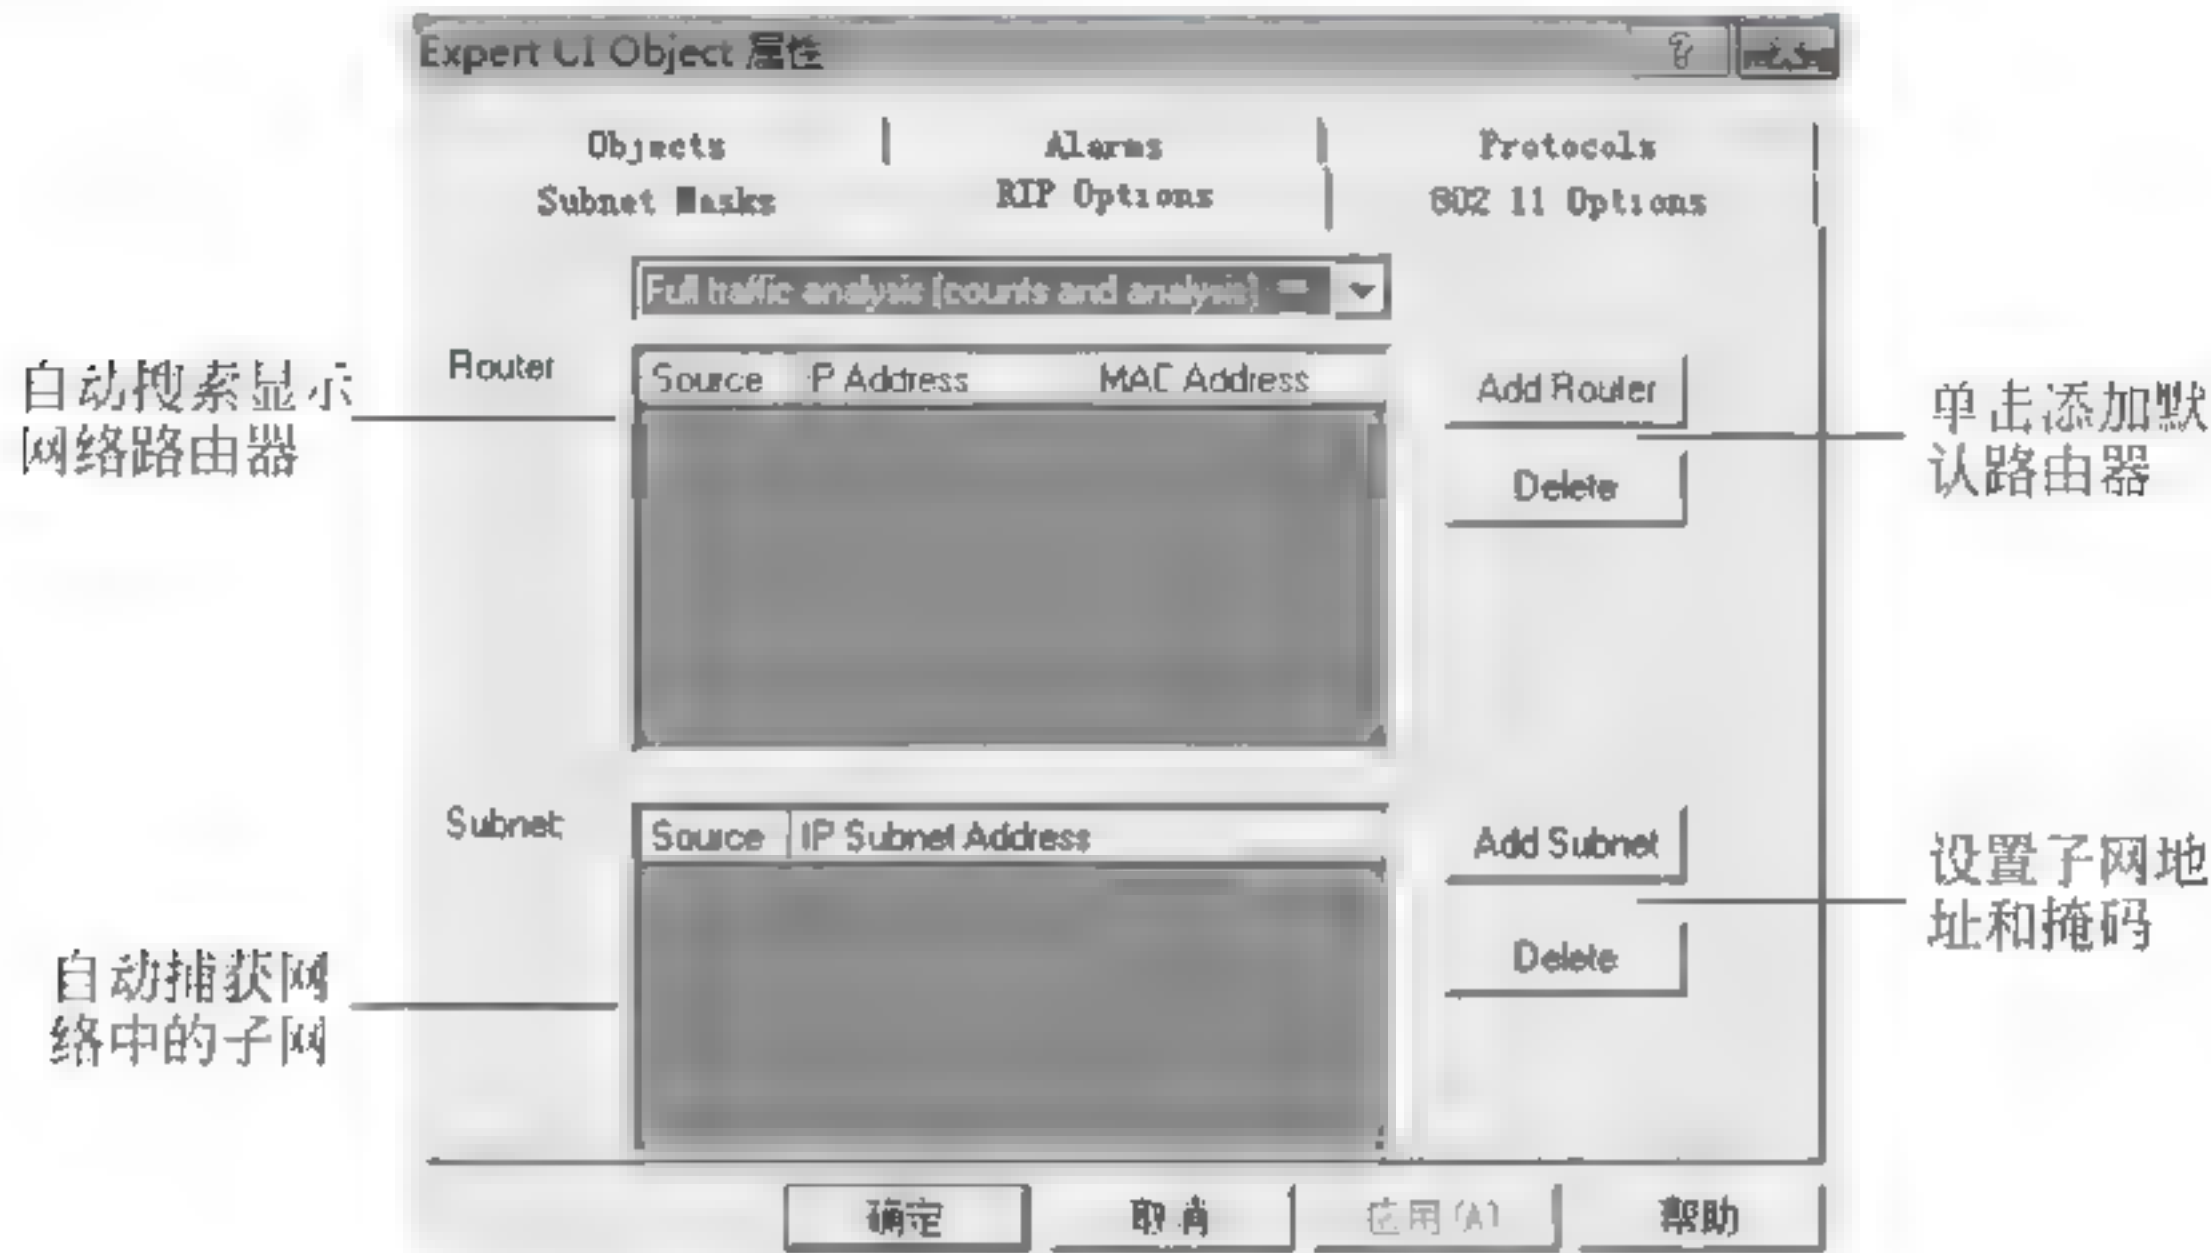 Expert UI Object 属性
Objects
Alarms
Protocols
Subnet Masks
RIP Options
802 11 Options
Full traffic analysis (counts and analysis)
Router
Source
IP Address
MAC Address
Add Router
Delete
自动搜索显示
网络路由器
单击添加默
认路由器
Subnet:
Source
IP Subnet Address
Add Subnet
Delete
设置子网地
址和掩码
自动捕获网
络中的子网
确定
取消
应用(A)
帮助